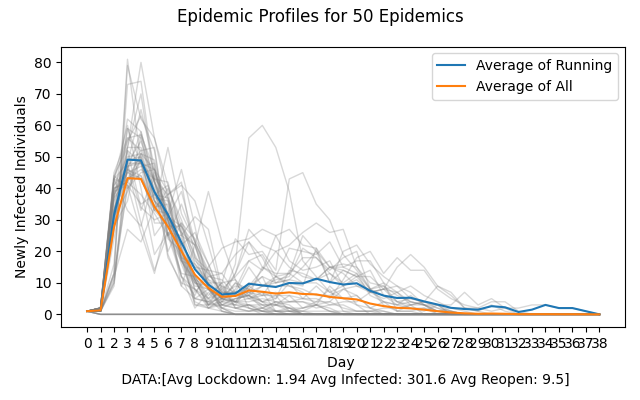 Epidemic Profiles for 50 Epidemics
Average of Running
Average of All
Newly Infected Individuals
80
70
60
50
40
30
20
10
0
0 1 2 3 4 5 6 7 8 9 10 11 12 13 14 15 16 17 18 19 20 21 22 23 24 25 26 27 28 29 30 31 32 33 34 35 36 37 38
Day
DATA:[Avg Lockdown: 1.94 Avg Infected: 301.6 Avg Reopen: 9.5]